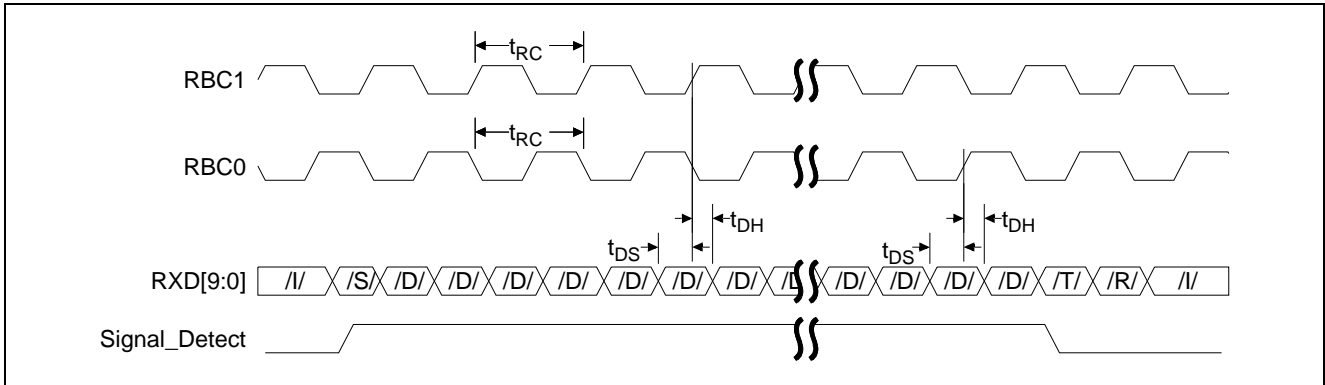 tRC
RBC1
tRC
RBC0
tDH tDH
tDS tDS
RXD[9:0] /I/ /S/ /D/ /D/ /D/ /D/ /D/ /D/ /D/ /D/ /D/ /D/ /D/ /T/ /R/ /I/
Signal_Detect